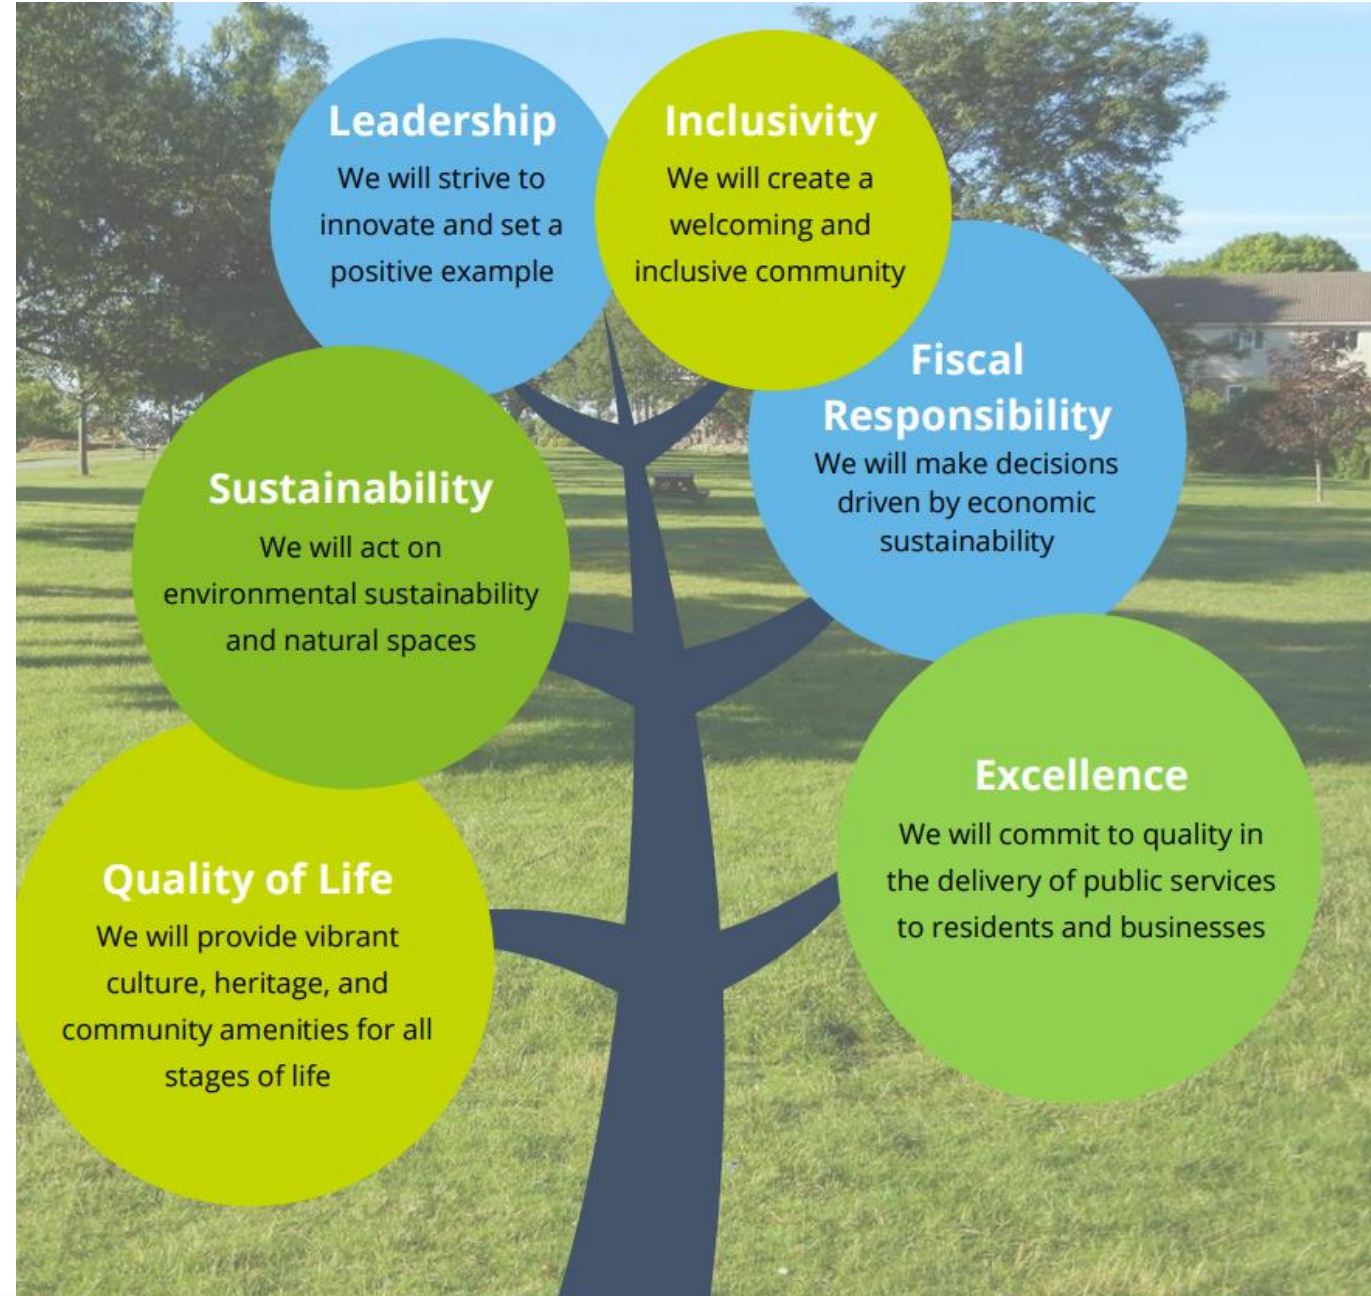 Leadership
We will strive to
innovate and set a
positive example
Inclusivity
We will create a
welcoming and
inclusive community
Fiscal
Responsibility
We will make decisions
driven by economic
sustainability
Sustainability
We will act on
environmental sustainability
and natural spaces
Excellence
We will commit to quality in
the delivery of public services
to residents and businesses
Quality of Life
We will provide vibrant
culture, heritage, and
community amenities for all
stages of life